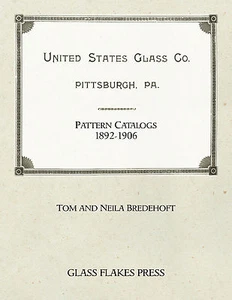 UNITED STATES GLASS CO.
PITTSBURGH, PA.
PATTERN CATALOGS
1892-1906
TOM AND NEILA BREDEHOFT
GLASS FLAKES PRESS